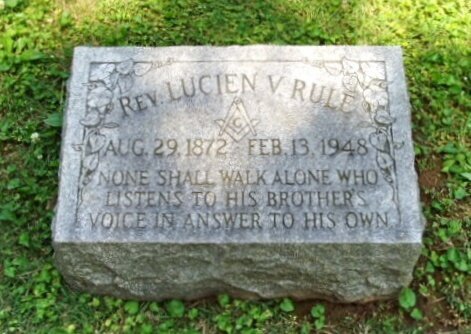 REV. LUCIEN V RULE
G
AUG. 29, 1872 FEB. 13, 1948
NONE SHALL WALK ALONE WHO
LISTENS TO HIS BROTHER'S
VOICE IN ANSWER TO HIS OWN